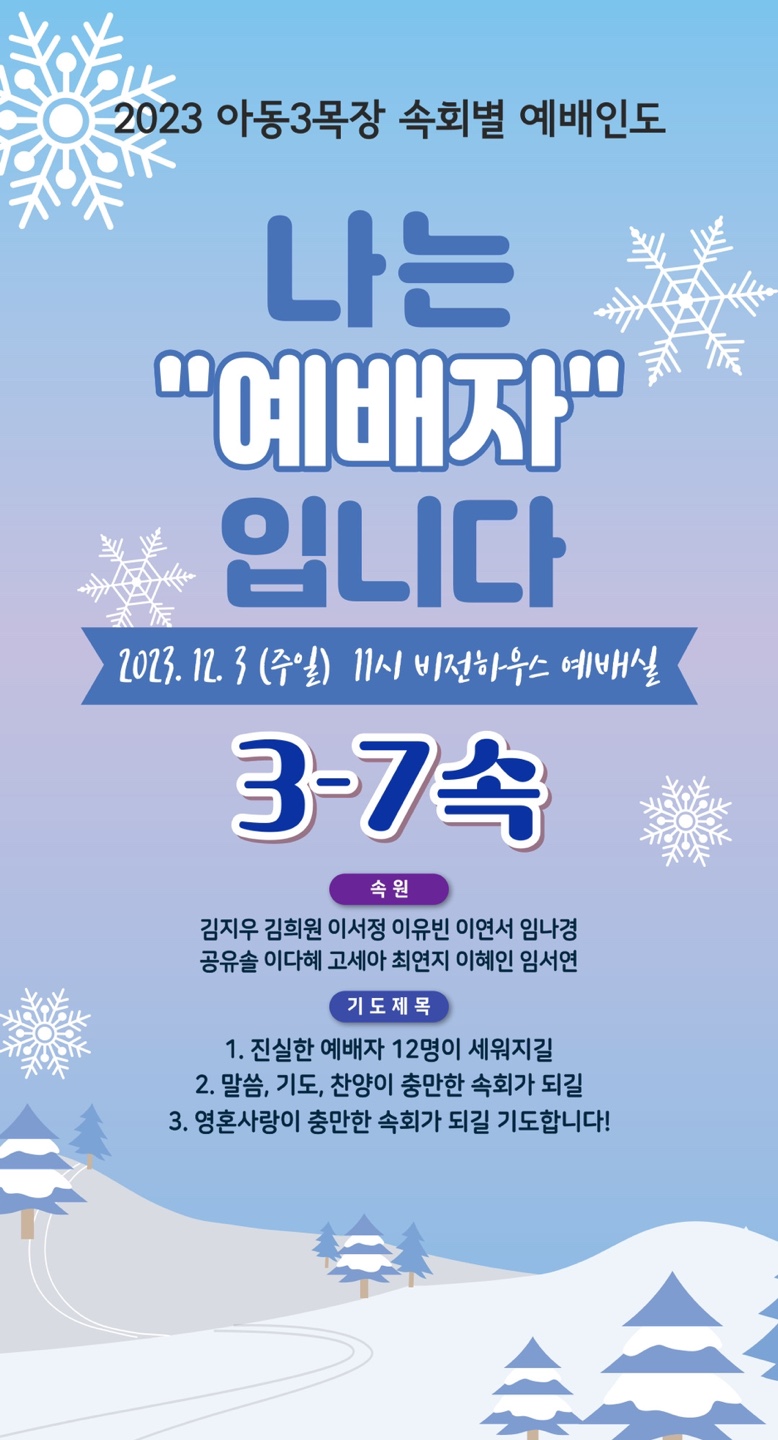 2023 아동3목장 속회별 예배인도
나는
"예배자"
입니다
2023. 12. 3 (주일) 11시 비전하우스 예배실
3-7속
속원
김지우 김희원 이서정 이유빈 이연서 임나경
공유솔 이다혜 고세아 최연지 이혜인 임서연
기도제목
1. 진실한 예배자 12명이 세워지길
2. 말씀, 기도, 찬양이 충만한 속회가 되길
3. 영혼사랑이 충만한 속회가 되길 기도합니다!